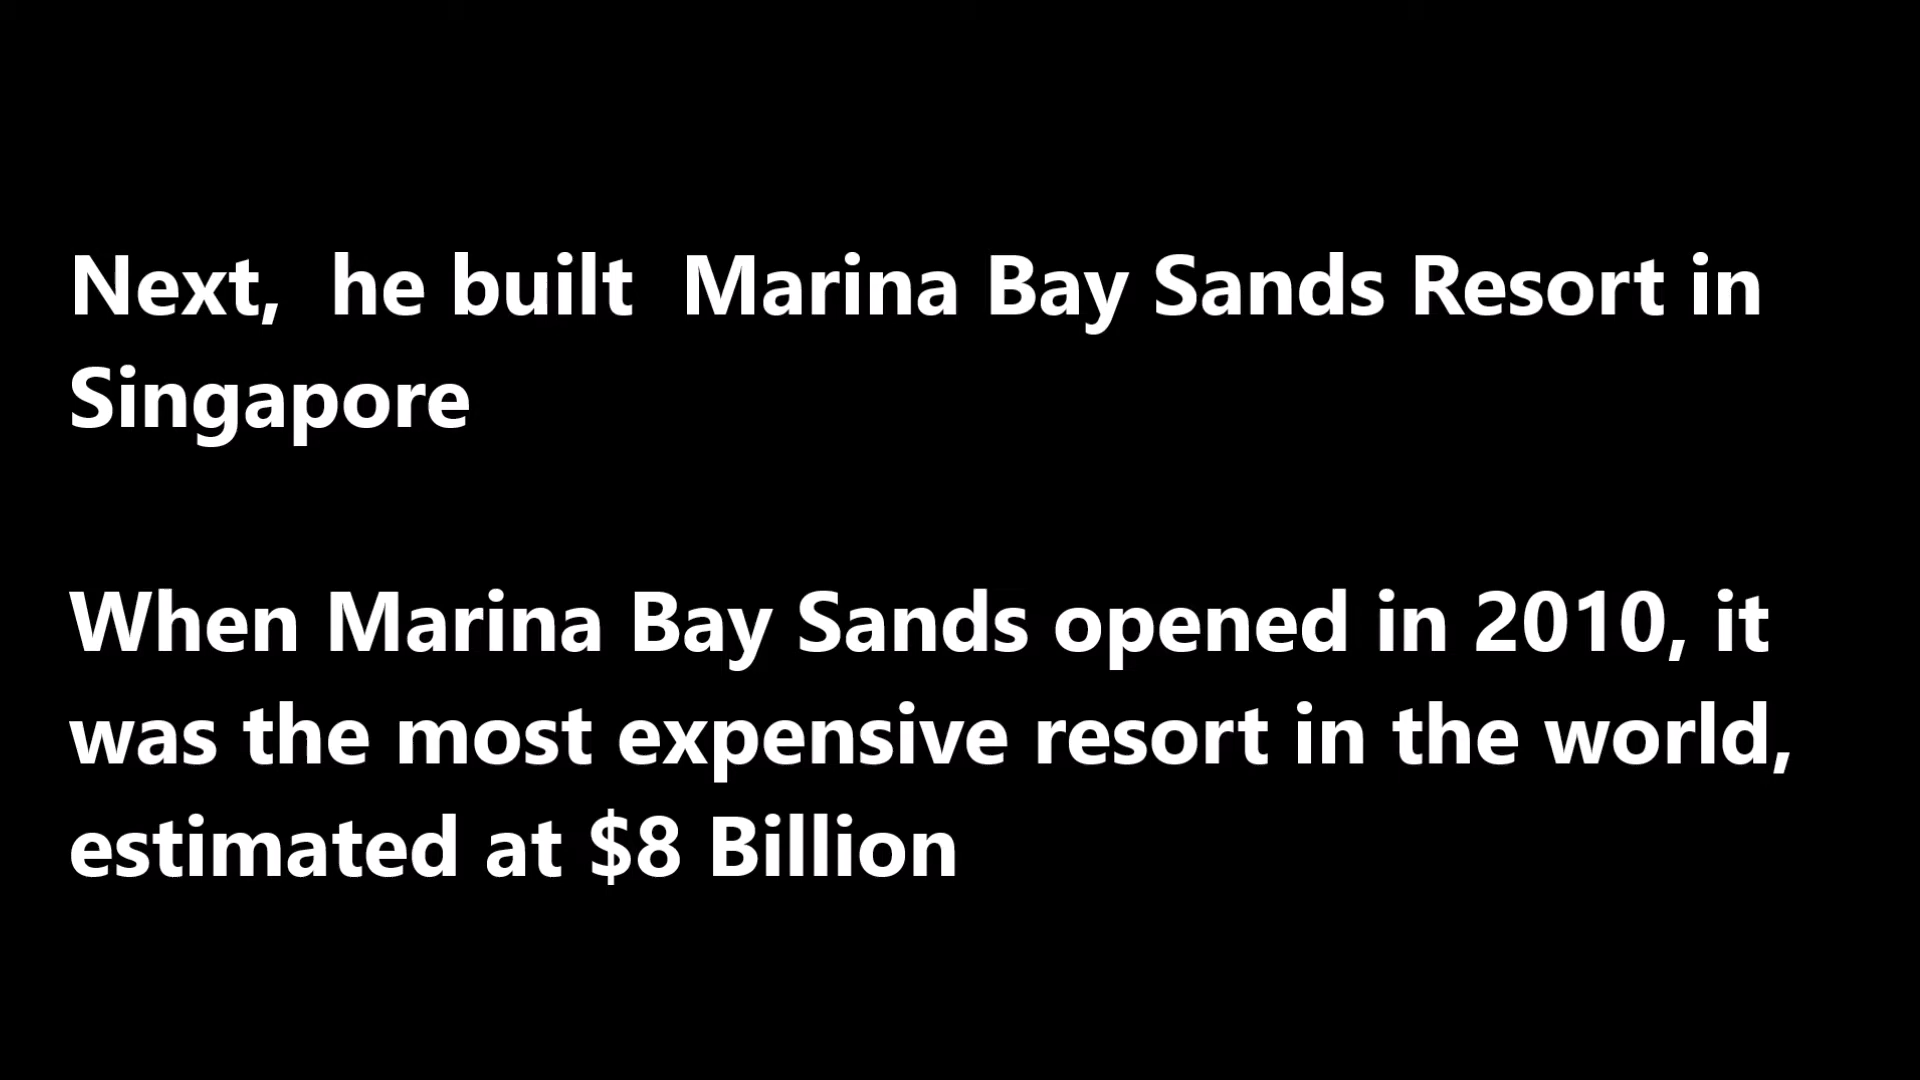 Next,  he built  Marina Bay Sands Resort in
Singapore
When Marina Bay Sands opened in 2010, it
was the most expensive resort in the world,
estimated at $8 Billion